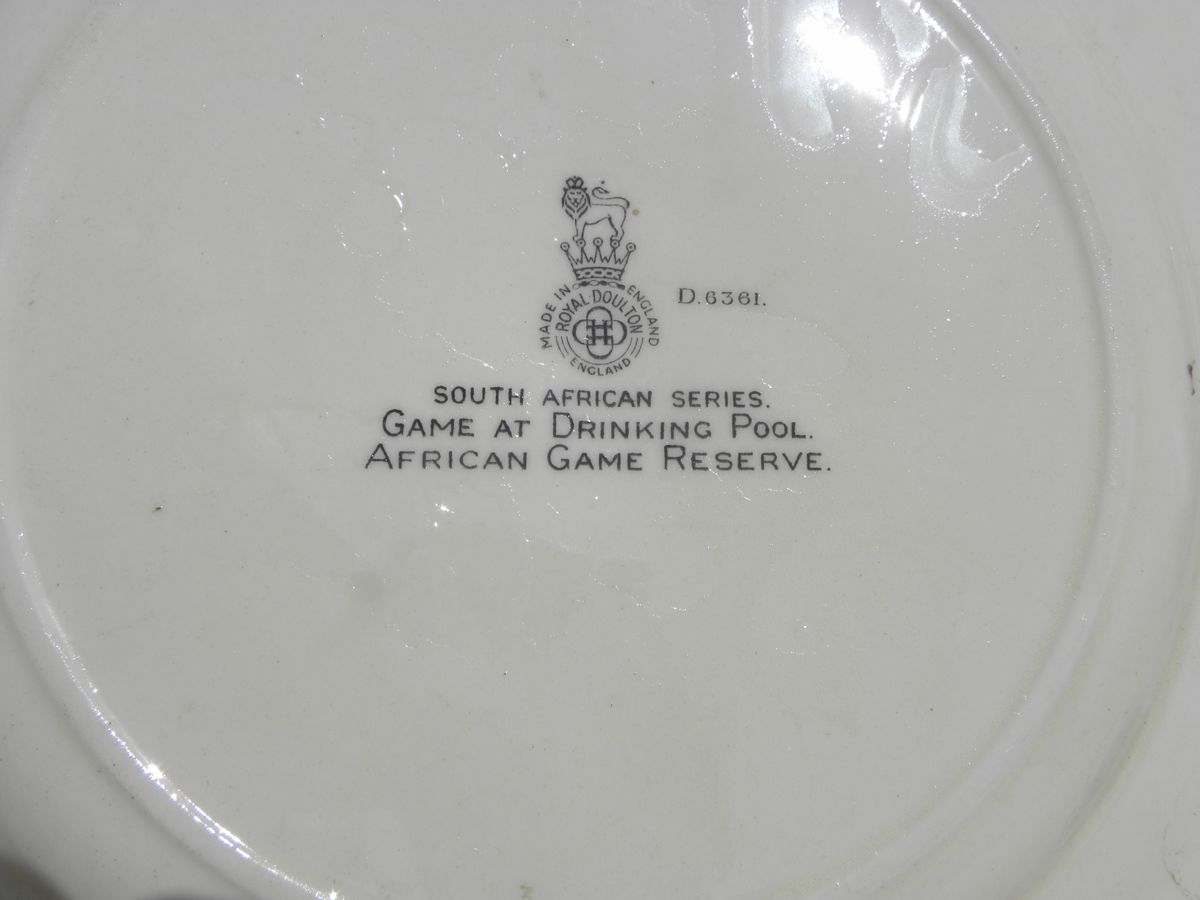 MADE IN ENGLAND
ROYAL DOULTON
ENGLAND
D.6361.
SOUTH AFRICAN SERIES.
GAME AT DRINKING POOL.
AFRICAN GAME RESERVE.